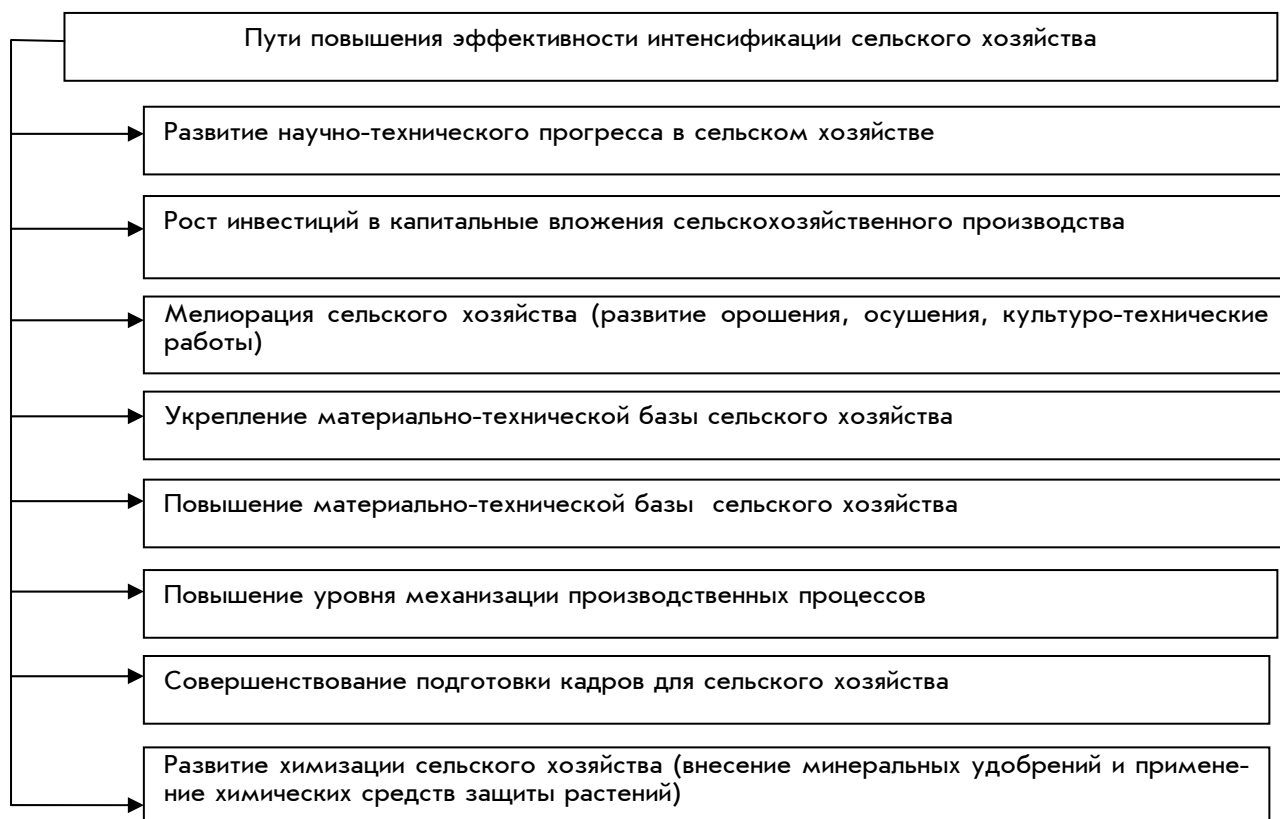 Пути повышения эффективности интенсификации сельского хозяйства
Развитие научно-технического прогресса в сельском хозяйстве
Рост инвестиций в капитальные вложения сельскохозяйственного производства
Мелиорация сельского хозяйства (развитие орошения, осушения, культуро-технические
работы)
Укрепление материально-технической базы сельского хозяйства
Повышение материально-технической базы  сельского хозяйства
Повышение уровня механизации производственных процессов
Совершенствование подготовки кадров для сельского хозяйства
Развитие химизации сельского хозяйства (внесение минеральных удобрений и примене-
ние химических средств защиты растений)